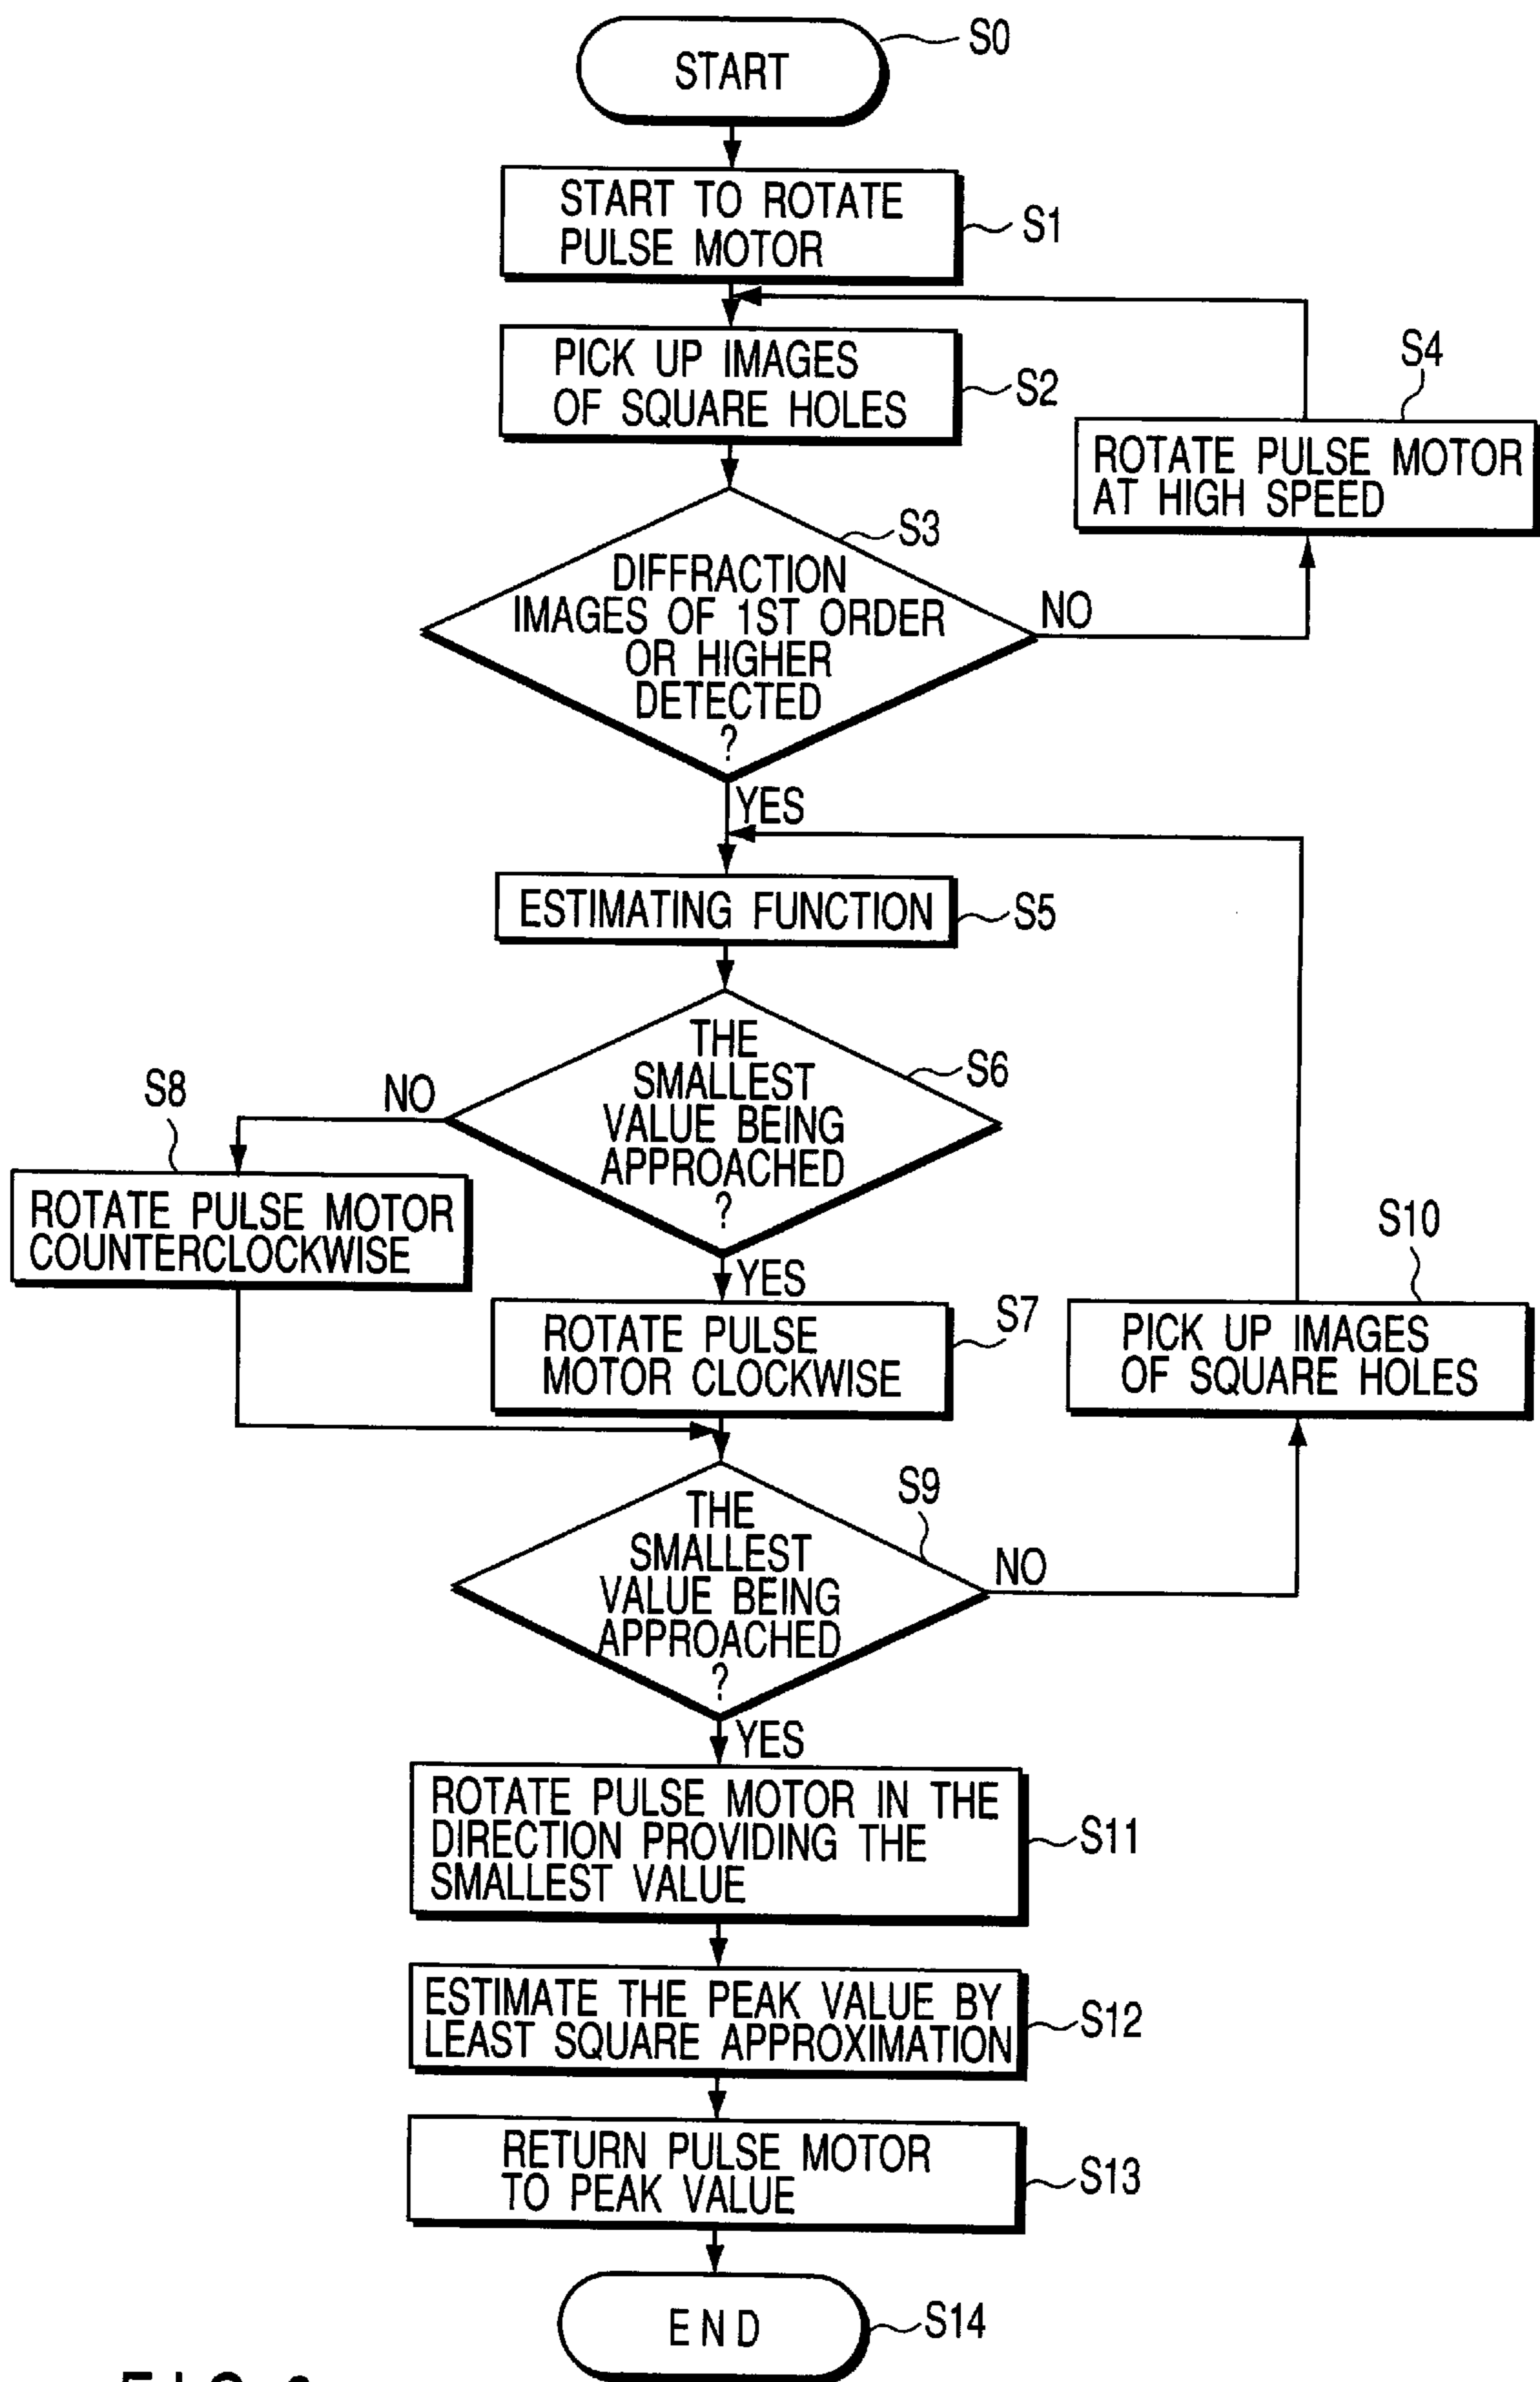 START
S0
START TO ROTATE
PULSE MOTOR
S1
PICK UP IMAGES
OF SQUARE HOLES
S2
S4
ROTATE PULSE MOTOR
AT HIGH SPEED
S3
DIFFRACTION
IMAGES OF 1ST ORDER
OR HIGHER
DETECTED
?
NO
YES
ESTIMATING FUNCTION
S5
THE
SMALLEST
VALUE BEING
APPROACHED
?
S6
NO
S8
ROTATE PULSE MOTOR
COUNTERCLOCKWISE
YES
ROTATE PULSE
MOTOR CLOCKWISE
S7
S10
PICK UP IMAGES
OF SQUARE HOLES
S9
THE
SMALLEST
VALUE BEING
APPROACHED
?
NO
YES
ROTATE PULSE MOTOR IN THE
DIRECTION PROVIDING THE
SMALLEST VALUE
S11
ESTIMATE THE PEAK VALUE BY
LEAST SQUARE APPROXIMATION
S12
RETURN PULSE MOTOR
TO PEAK VALUE
S13
END
S14